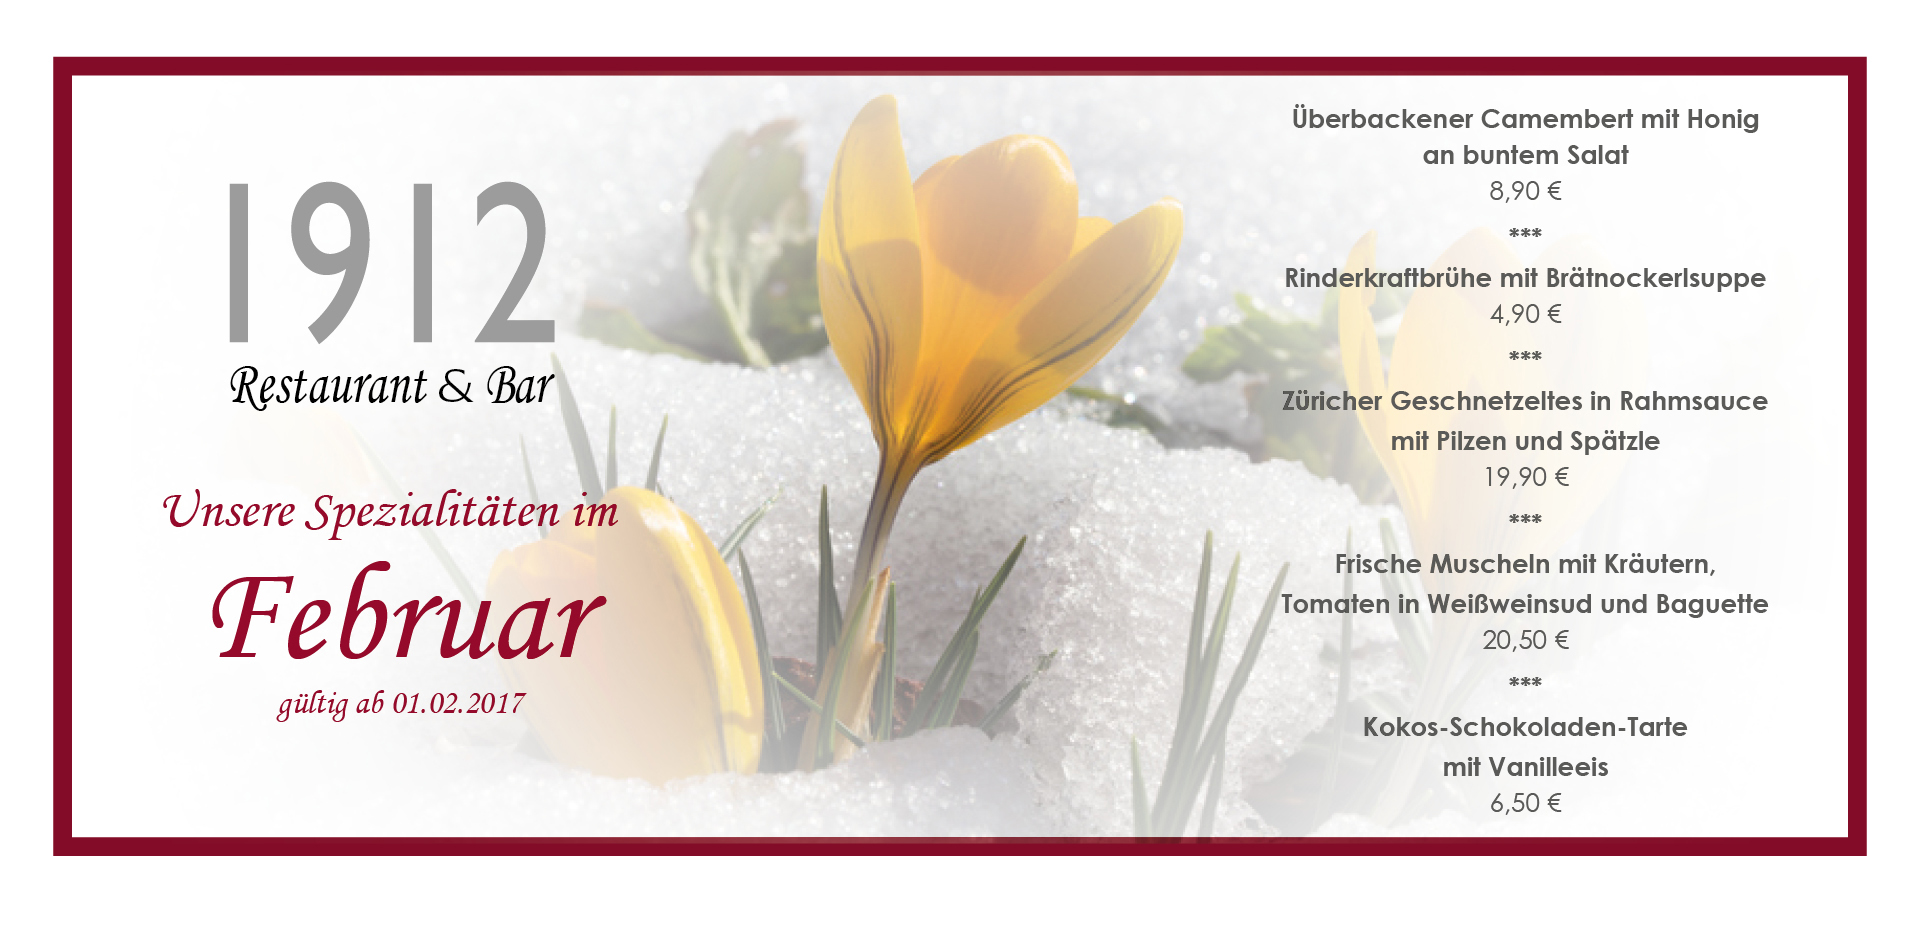 1912
Restaurant & Bar
Unsere Spezialitäten im
Februar
gültig ab 01.02.2017
Überbackener Camembert mit Honig
an buntem Salat
8,90 €
***
Rinderkraftbrühe mit Brätnockerlsuppe
4,90 €
***
Züricher Geschnetzeltes in Rahmsauce
mit Pilzen und Spätzle
19,90 €
***
Frische Muscheln mit Kräutern,
Tomaten in Weißweinsud und Baguette
20,50 €
***
Kokos-Schokoladen-Tarte
mit Vanilleeis
6,50 €